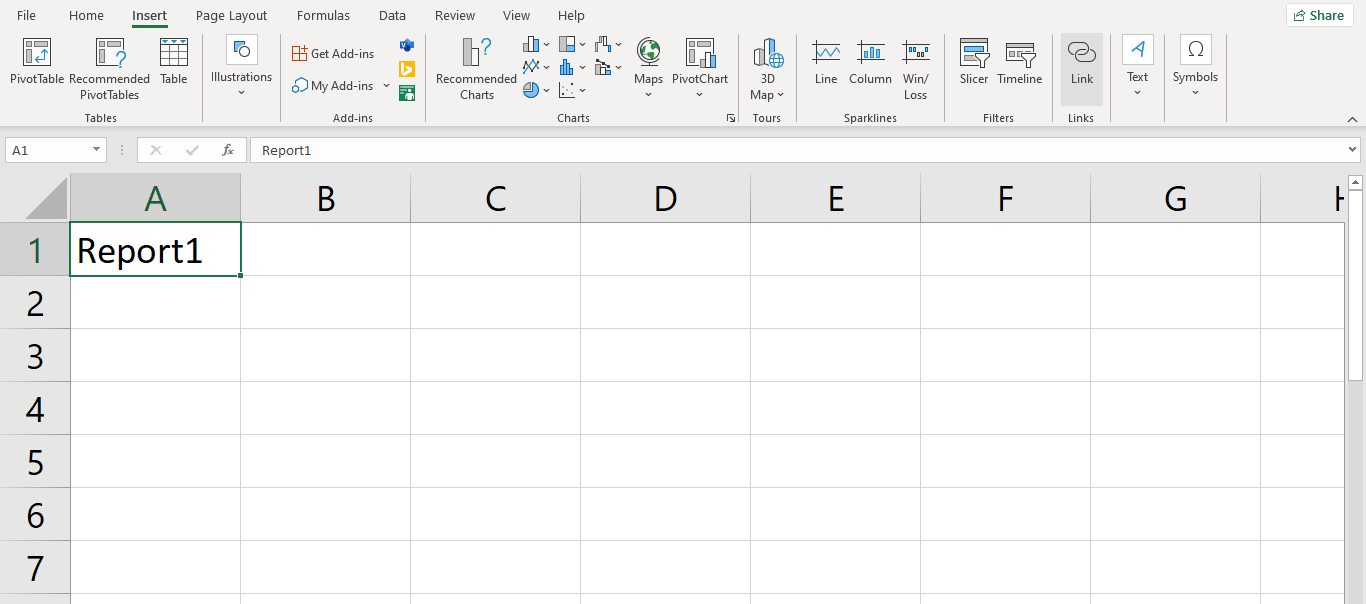 File Home Insert Page Layout Formulas Data Review View Help Share
PivotTable Recommended PivotTables Table Illustrations Get Add-ins My Add-ins Recommended Charts Maps PivotChart 3D Map Line Column Win/ Loss Slicer Timeline Link Text Symbols
Tables Add-ins Charts Tours Sparklines Filters Links
A1 fx Report1
A B C D E F G H
1 Report1
2
3
4
5
6
7